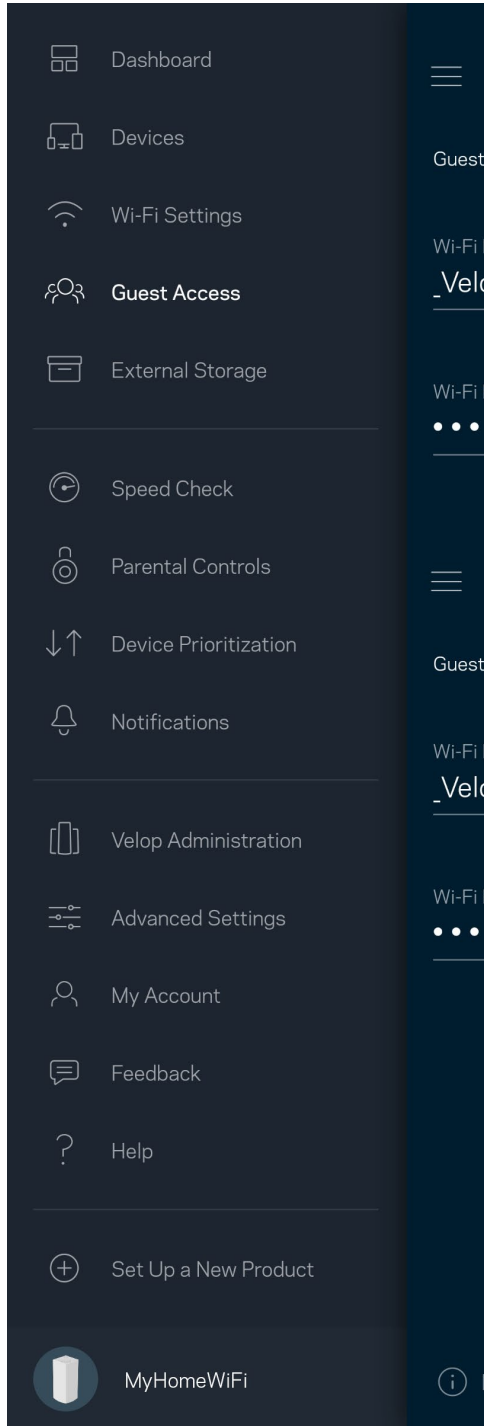 Dashboard
Devices
Wi-Fi Settings
Guest Access
External Storage
Speed Check
Parental Controls
Device Prioritization
Notifications
Velop Administration
Advanced Settings
My Account
Feedback
Help
Set Up a New Product
MyHomeWiFi
Guest
Wi-Fi
Wi-Fi
Guest
Wi-Fi
Wi-Fi